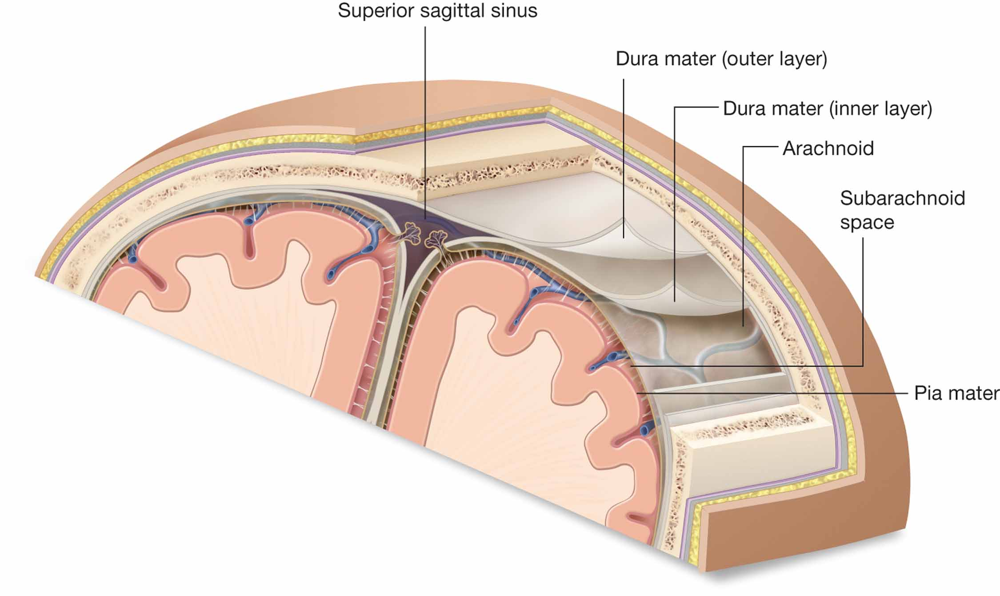 Superior sagittal sinus
Dura mater (outer layer)
Dura mater (inner layer)
Arachnoid
Subarachnoid
space
Pia mater